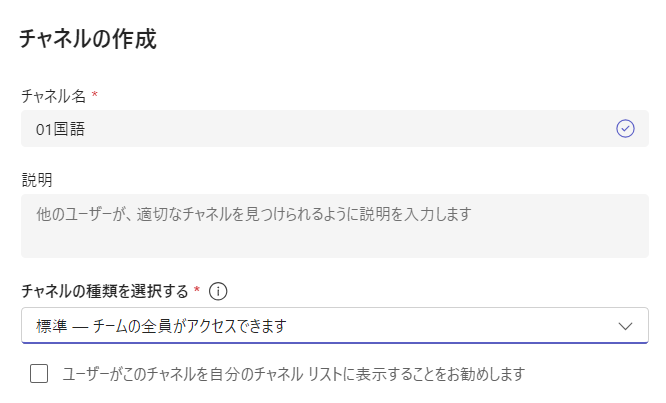 チャネルの作成
チャネル名 *
01国語
説明
他のユーザーが、適切なチャネルを見つけられるように説明を入力します
チャネルの種類を選択する *
標準 — チームの全員がアクセスできます
ユーザーがこのチャネルを自分のチャネル リストに表示することをお勧めします